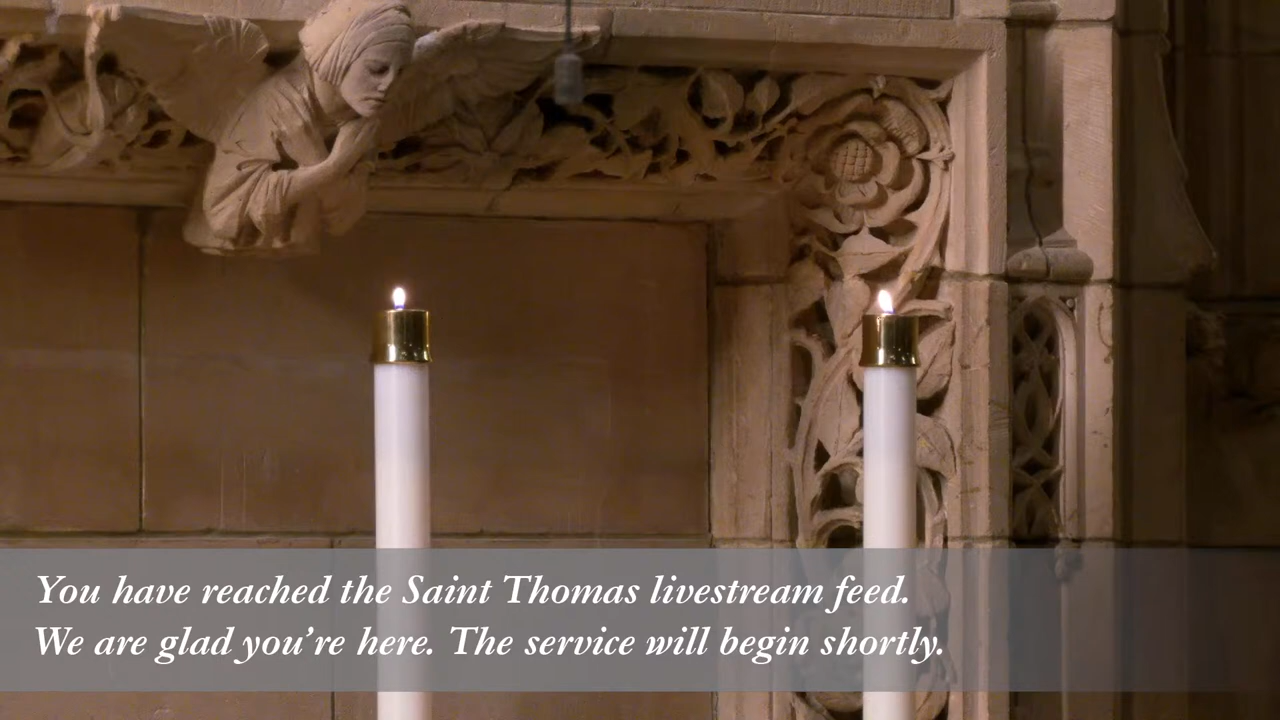 You have reached the Saint Thomas livestream feed.
We are glad you’re here. The service will begin shortly.